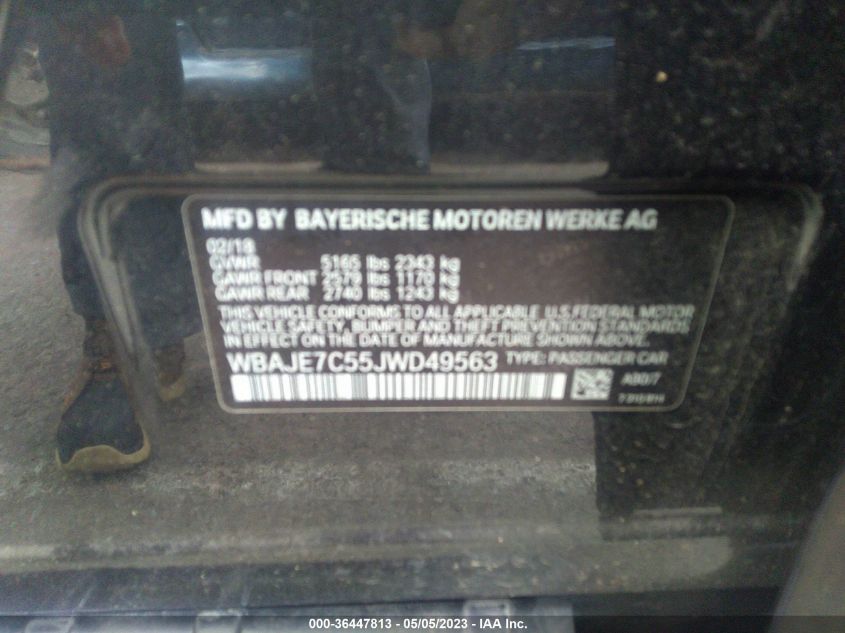 MFD BY BAYERISCHE MOTOREN WERKE AG
02/18
GVWR 5165 lbs 2343 kg
GAWR FRONT 2579 lbs 1170 kg
GAWR REAR 2740 lbs 1243 kg
THIS VEHICLE CONFORMS TO ALL APPLICABLE U.S. FEDERAL MOTOR
VEHICLE SAFETY, BUMPER AND THEFT PREVENTION STANDARDS
IN EFFECT ON THE DATE OF MANUFACTURE SHOWN ABOVE.
WBAJE7C55JWD49563 TYPE: PASSENGER CAR
000-36447813 - 05/05/2023 - IAA Inc.